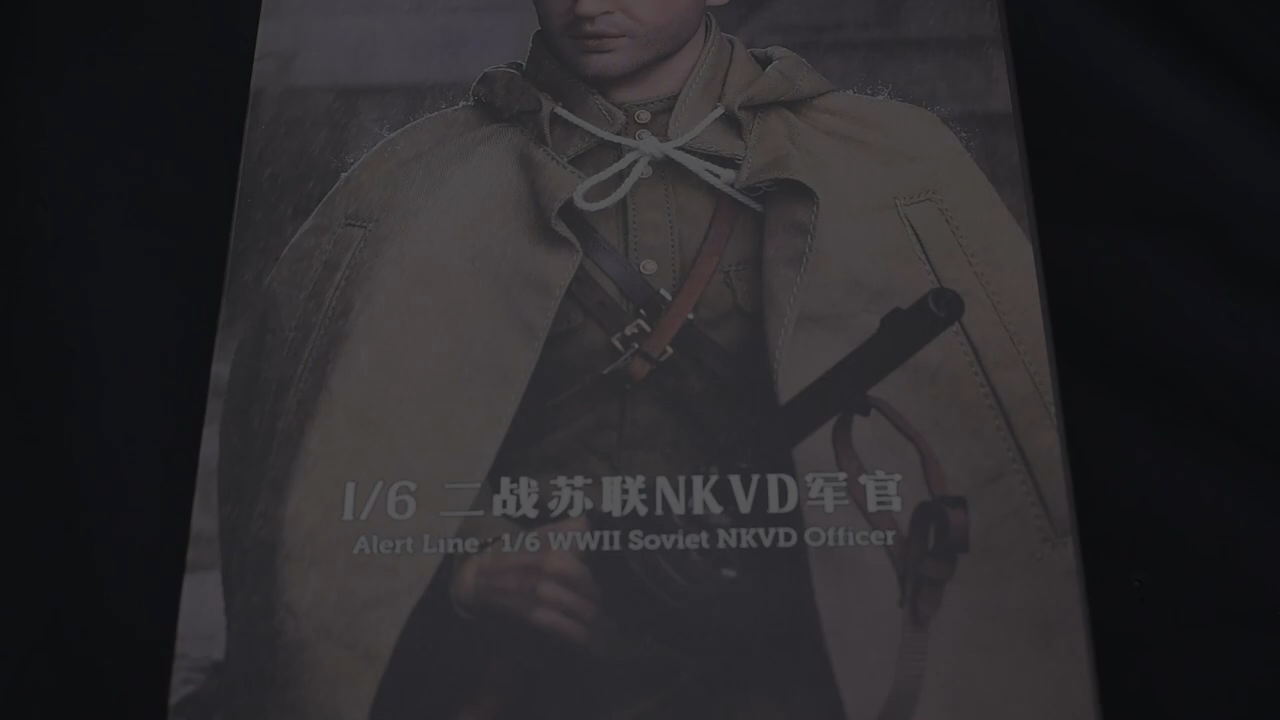 1/6 二战苏联NKVD军官
Alert Line : 1/6 WWII Soviet NKVD Officer